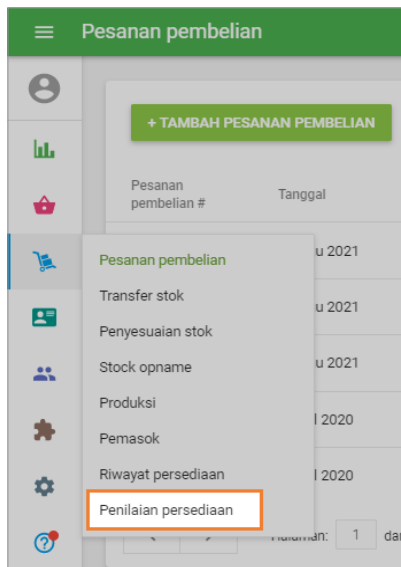 Pesanan pembelian
+ TAMBAH PESANAN PEMBELIAN
Pesanan
pembelian #
Tanggal
Pesanan pembelian
u 2021
Transfer stok
Penyesuaian stok
u 2021
Stock opname
u 2021
Produksi
Pemasok
l 2020
Riwayat persediaan
l 2020
Penilaian persediaan
1